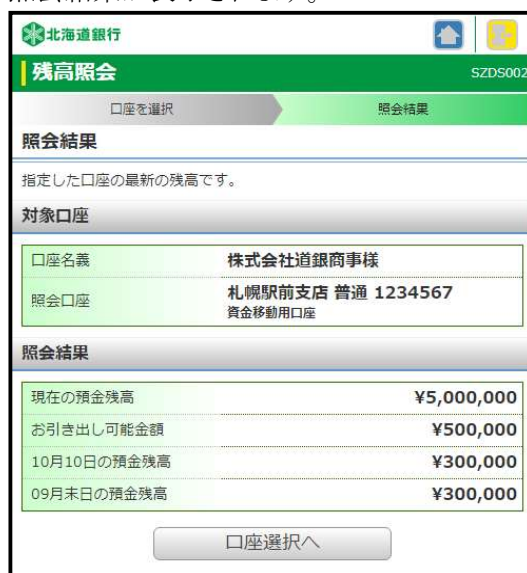 北海道銀行
残高照会 SZDS002
口座を選択 照会結果
照会結果
指定した口座の最新の残高です。
対象口座
口座名義 株式会社道銀商事様
照会口座 札幌駅前支店 普通 1234567
資金移動用口座
照会結果
現在の預金残高 ¥5,000,000
お引き出し可能金額 ¥500,000
10月10日の預金残高 ¥300,000
09月末日の預金残高 ¥300,000
口座選択へ